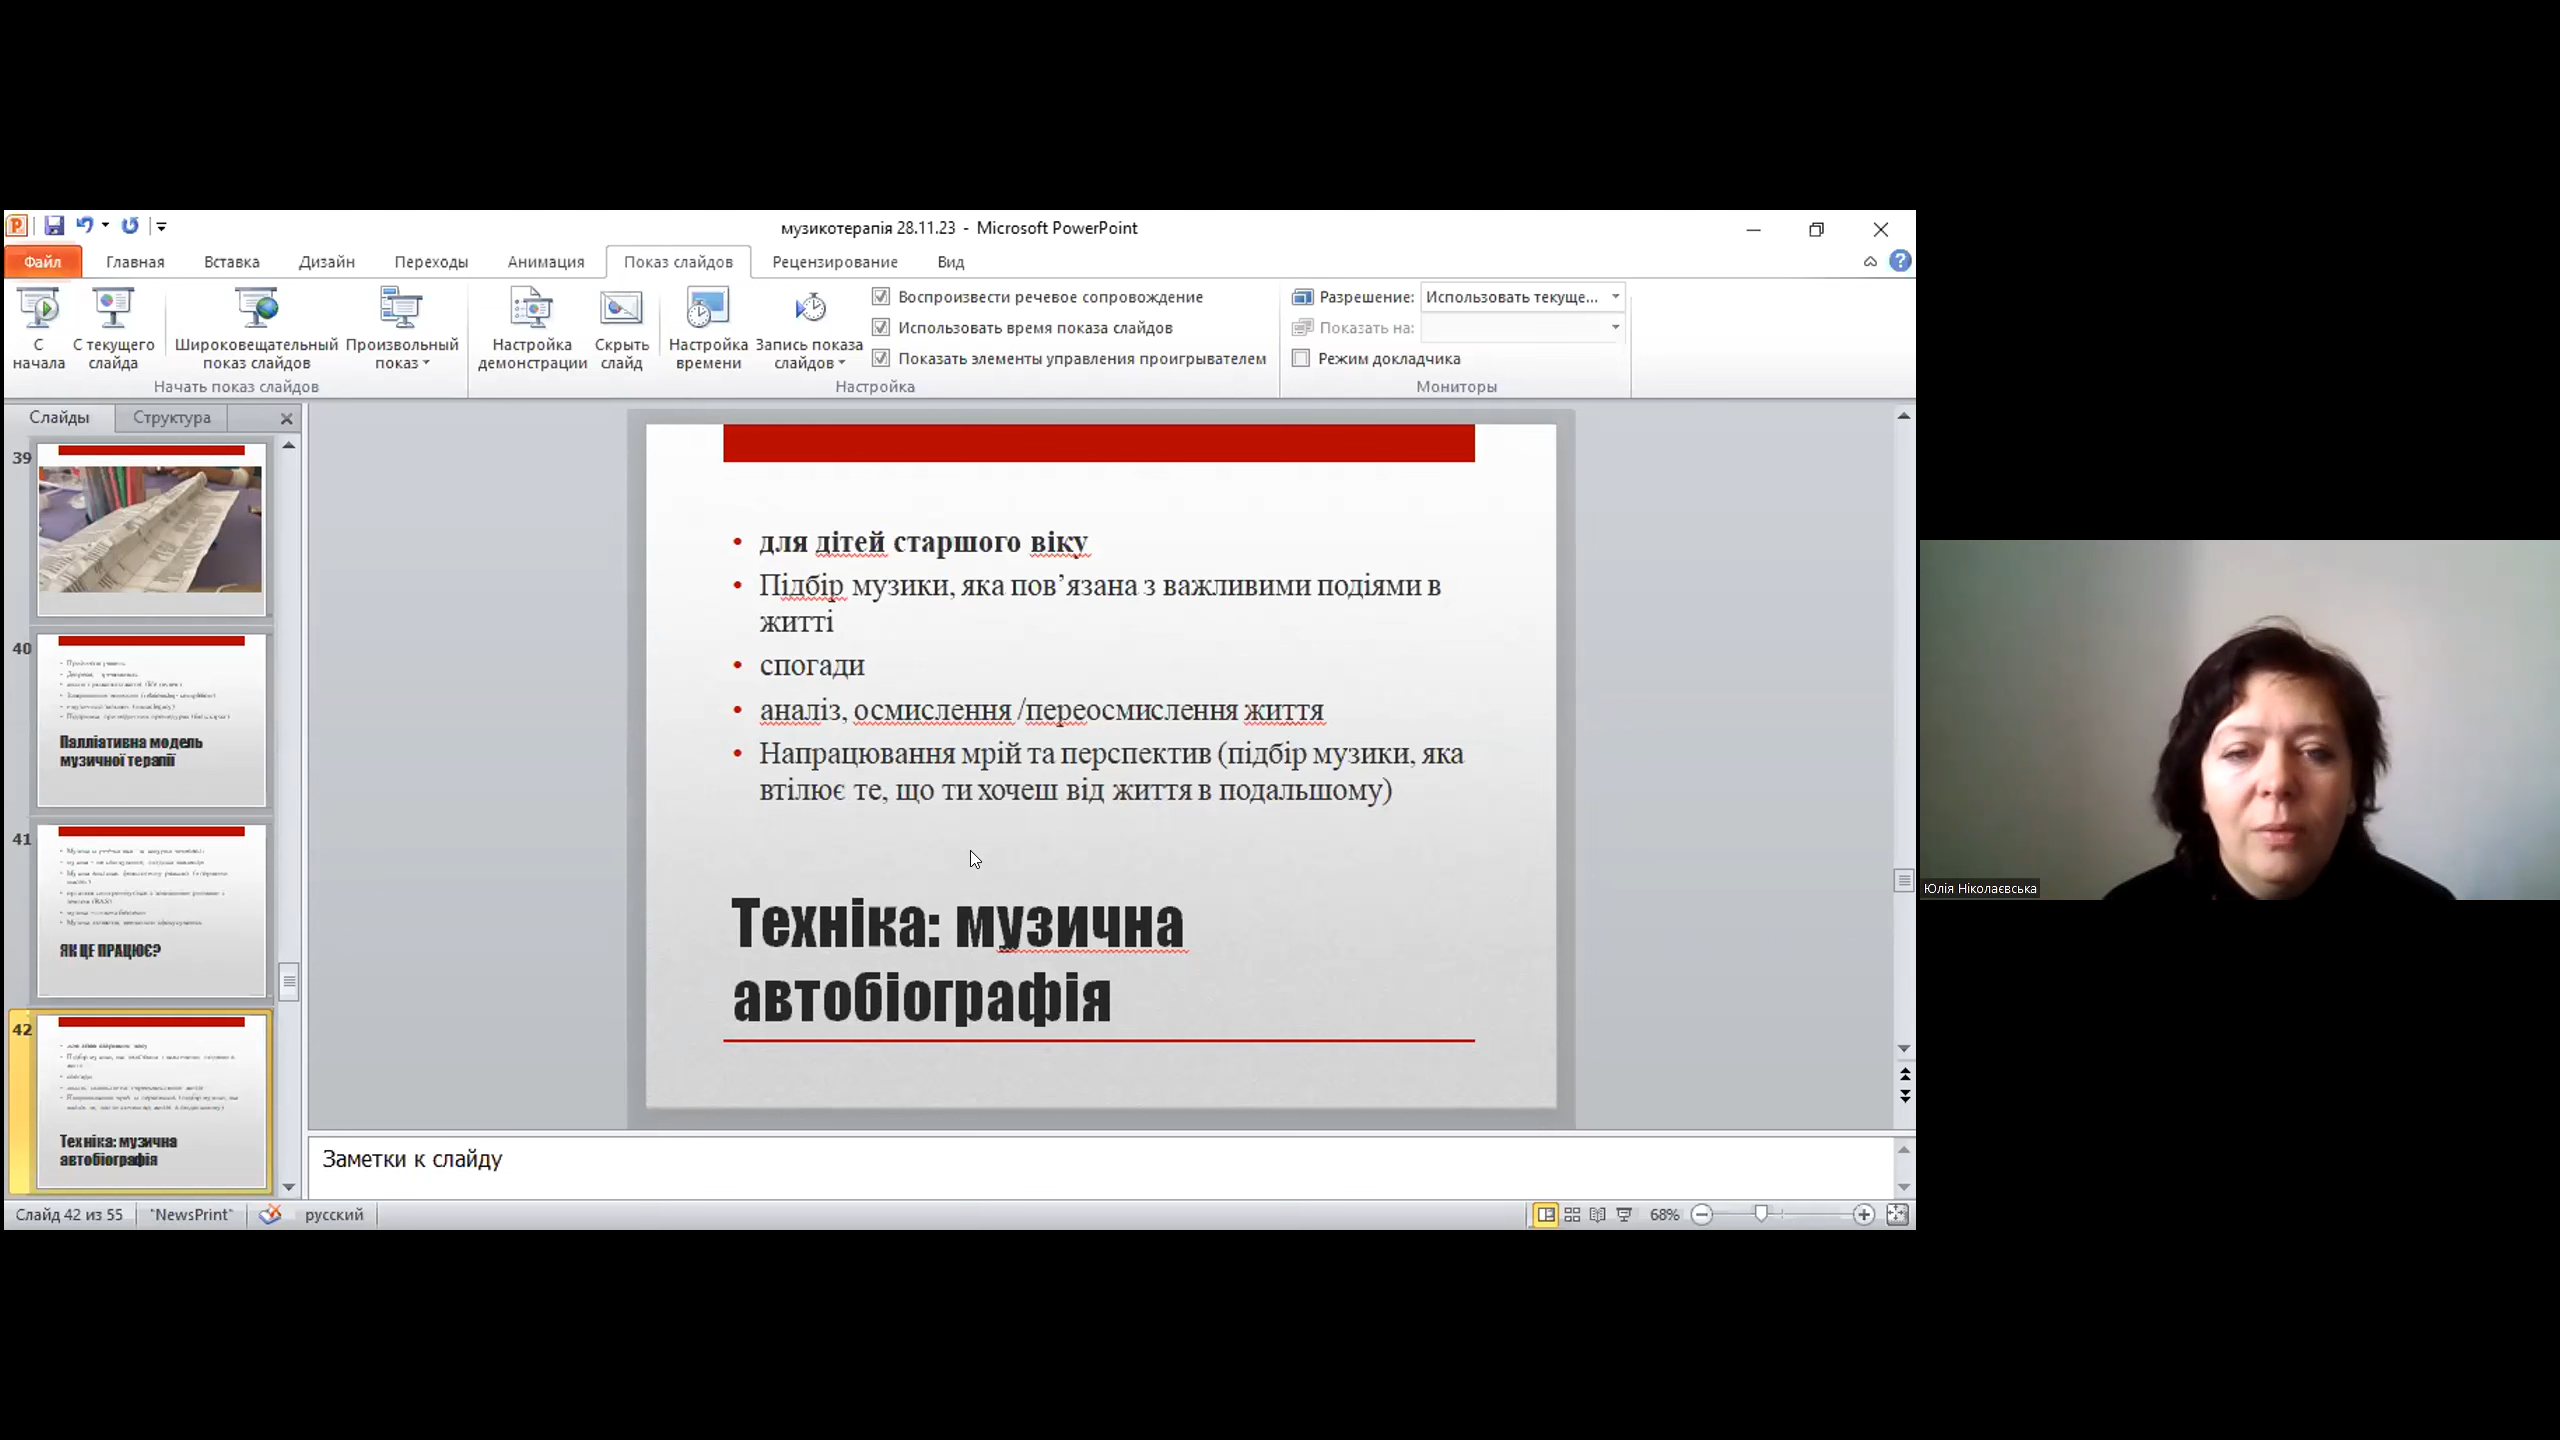 музикотерапія 28.11.23 - Microsoft PowerPoint
Файл Главная Вставка Дизайн Переходы Анимация Показ слайдов Рецензирование Вид
С начала
С текущего слайда
Широковещательный показ слайдов
Произвольный показ
Начать показ слайдов
Настройка демонстрации
Скрыть слайд
Настройка времени
Запись показа слайдов
Воспроизвести речевое сопровождение
Использовать время показа слайдов
Показать элементы управления проигрывателем
Настройка
Разрешение: Использовать текуще...
Показать на:
Режим докладчика
Мониторы
Слайды Структура
39
40
Палліативна модель
музичної терапії
41
ЯК ЦЕ ПРАЦЮЄ?
42
Техніка: музична
автобіографія
• для дітей старшого віку
• Підбір музики, яка пов’язана з важливими подіями в
житті
• спогади
• аналіз, осмислення /переосмислення життя
• Напрацювання мрій та перспектив (підбір музики, яка
втілює те, що ти хочеш від життя в подальшому)
Техніка: музична
автобіографія
Заметки к слайду
Слайд 42 из 55 "NewsPrint" русский 68%
Юлія Ніколаєвська